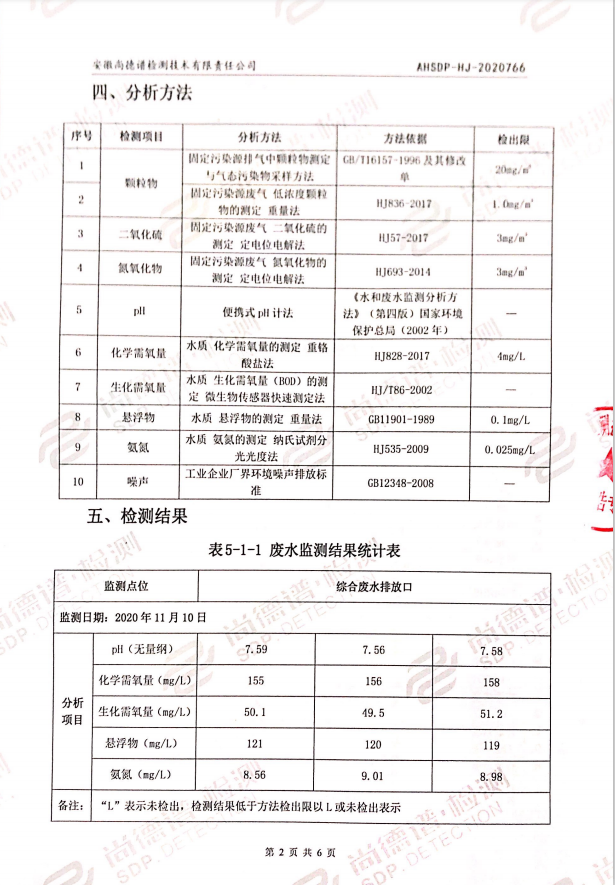 安徽尚德谱检测技术有限责任公司 AHSDP-HJ-2020766
四、分析方法
序号 检测项目 分析方法 方法依据 检出限
1 颗粒物 固定污染源排气中颗粒物测定
与气态污染物采样方法 GB/T16157-1996 及其修改
单 20mg/m³
2 固定污染源废气 低浓度颗粒
物的测定 重量法 HJ836-2017 1.0mg/m³
3 二氧化硫 固定污染源废气 二氧化硫的
测定 定电位电解法 HJ57-2017 3mg/m³
4 氮氧化物 固定污染源废气 氮氧化物的
测定 定电位电解法 HJ693-2014 3mg/m³
5 pH 便携式 pH 计法 《水和废水监测分析方
法》（第四版）国家环境
保护总局（2002 年） —
6 化学需氧量 水质 化学需氧量的测定 重铬
酸盐法 HJ828-2017 4mg/L
7 生化需氧量 水质 生化需氧量（BOD）的测
定 微生物传感器快速测定法 HJ/T86-2002 —
8 悬浮物 水质 悬浮物的测定 重量法 GB11901-1989 0.1mg/L
9 氨氮 水质 氨氮的测定 纳氏试剂分
光光度法 HJ535-2009 0.025mg/L
10 噪声 工业企业厂界环境噪声排放标
准 GB12348-2008 —
五、检测结果
表5-1-1 废水监测结果统计表
监测点位 综合废水排放口
监测日期：2020 年 11 月 10 日
分析
项目
pH（无量纲） 7.59 7.56 7.58
化学需氧量（mg/L） 155 156 158
生化需氧量（mg/L） 50.1 49.5 51.2
悬浮物（mg/L） 121 120 119
氨氮（mg/L） 8.56 9.01 8.98
备注： “L”表示未检出，检测结果低于方法检出限以 L 或未检出表示
第 2 页 共 6 页
尚德谱·检测
SDP·DETECTION